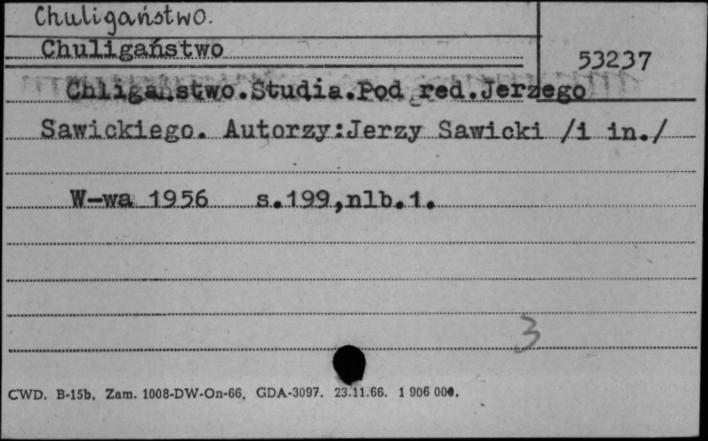 Chuligaństwo.
Chuligaństwo
53237
Chligaństwo.Studia.Pod red.Jerzego
Sawickiego. Autorzy:Jerzy Sawicki /i in./
W-wa 1956 s.199,nlb.1.
3
CWD. B-15b. Zam. 1008-DW-On-66. GDA-3097. 23.11.66. 1 906 000.